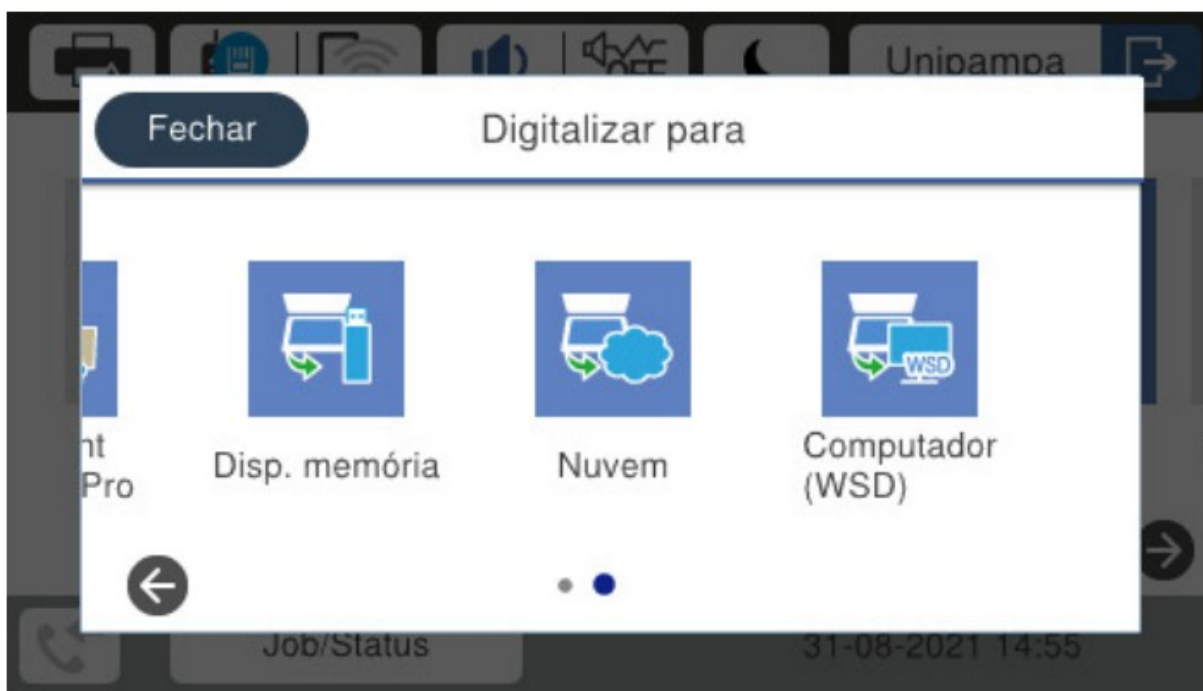 OFF
Unipampa
Fechar
Digitalizar para
WSD
nt
Pro
Disp. memória
Nuvem
Computador
(WSD)
Job/Status
31-08-2021 14:55